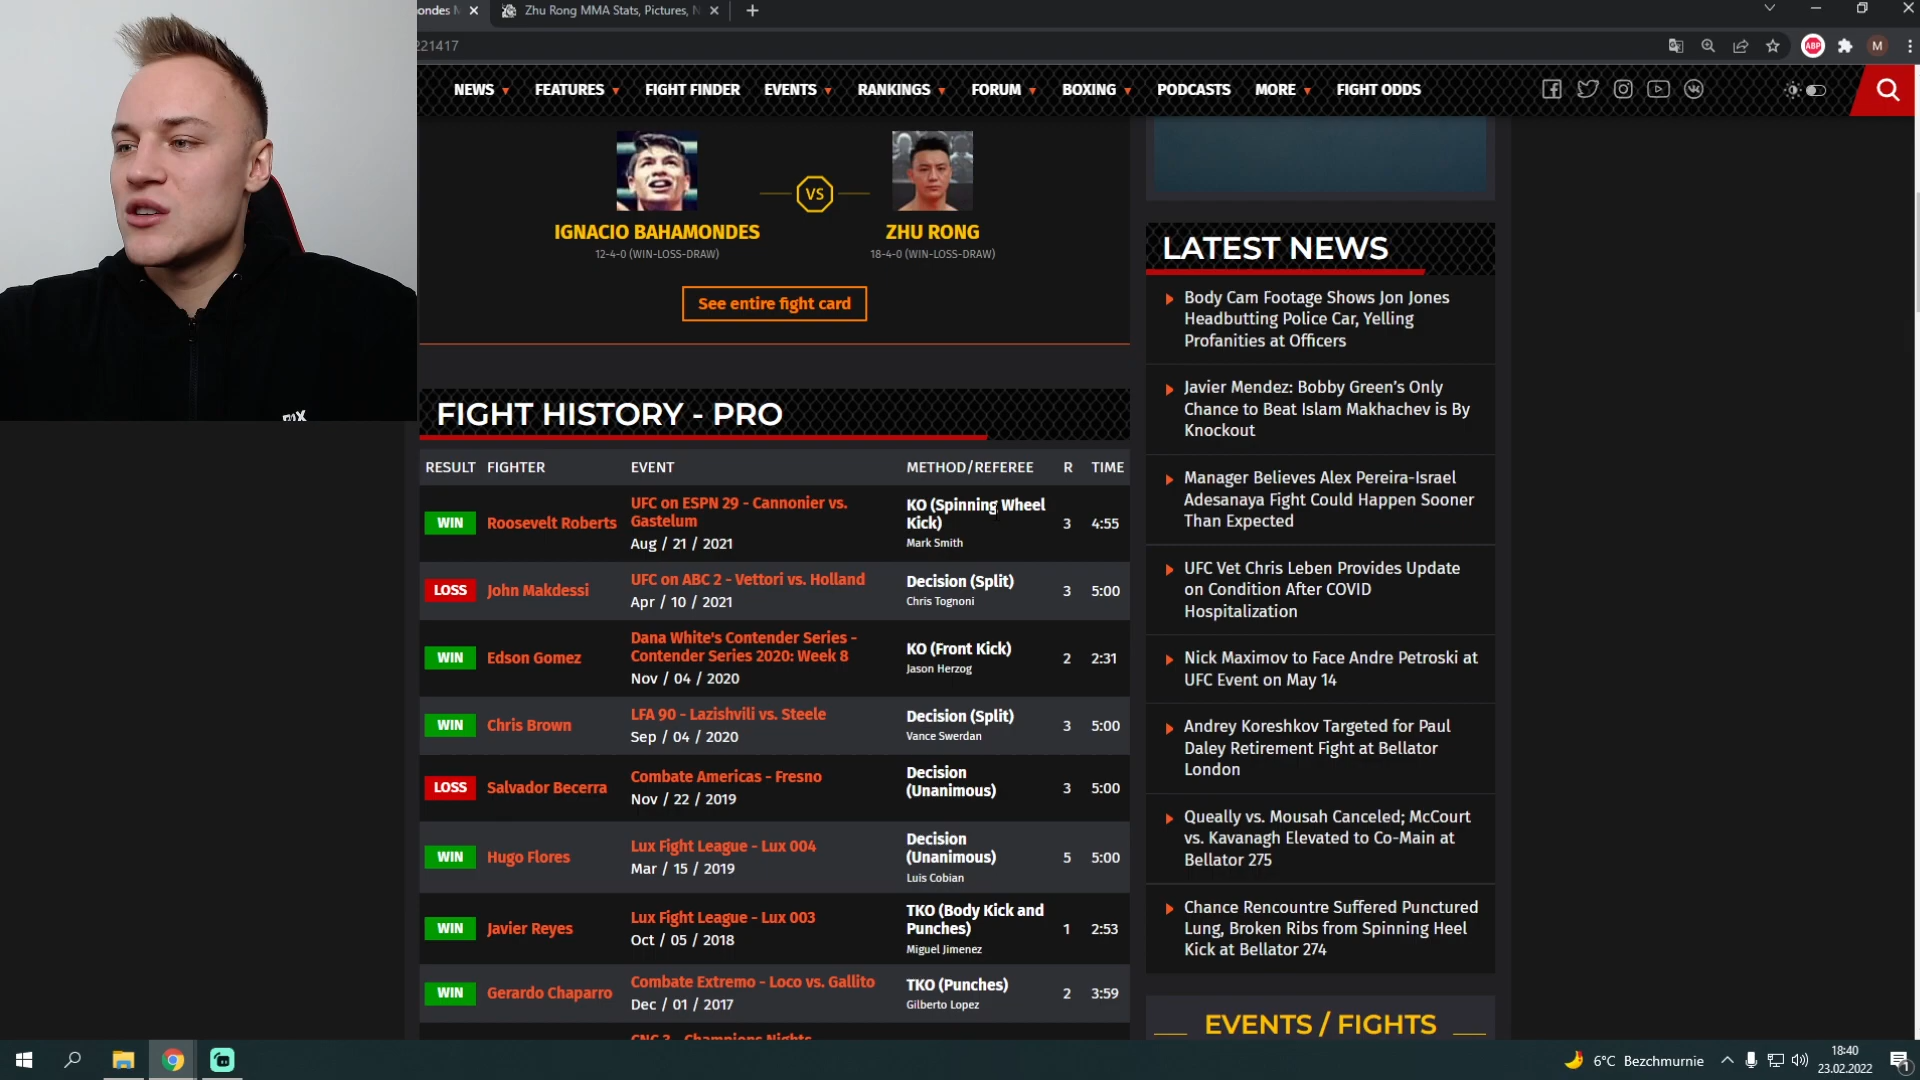 ondes M
Zhu Rong MMA Stats, Pictures, N
221417
ABP
M
NEWS
FEATURES
FIGHT FINDER
EVENTS
RANKINGS
FORUM
BOXING
PODCASTS
MORE
FIGHT ODDS
VS
IGNACIO BAHAMONDES
ZHU RONG
12-4-0 (WIN-LOSS-DRAW)
18-4-0 (WIN-LOSS-DRAW)
See entire fight card
FIGHT HISTORY - PRO
RESULT FIGHTER EVENT METHOD/REFEREE R TIME
WIN Roosevelt Roberts
UFC on ESPN 29 - Cannonier vs.
Gastelum
Aug / 21 / 2021
KO (Spinning Wheel
Kick)
Mark Smith
3 4:55
LOSS John Makdessi
UFC on ABC 2 - Vettori vs. Holland
Apr / 10 / 2021
Decision (Split)
Chris Tognoni
3 5:00
WIN Edson Gomez
Dana White's Contender Series -
Contender Series 2020: Week 8
Nov / 04 / 2020
KO (Front Kick)
Jason Herzog
2 2:31
WIN Chris Brown
LFA 90 - Lazishvili vs. Steele
Sep / 04 / 2020
Decision (Split)
Vance Swerdan
3 5:00
LOSS Salvador Becerra
Combate Americas - Fresno
Nov / 22 / 2019
Decision
(Unanimous)
3 5:00
WIN Hugo Flores
Lux Fight League - Lux 004
Mar / 15 / 2019
Decision
(Unanimous)
Luis Cobian
5 5:00
WIN Javier Reyes
Lux Fight League - Lux 003
Oct / 05 / 2018
TKO (Body Kick and
Punches)
Miguel Jimenez
1 2:53
WIN Gerardo Chaparro
Combate Extremo - Loco vs. Gallito
Dec / 01 / 2017
TKO (Punches)
Gilberto Lopez
2 3:59
LATEST NEWS
Body Cam Footage Shows Jon Jones
Headbutting Police Car, Yelling
Profanities at Officers
Javier Mendez: Bobby Green's Only
Chance to Beat Islam Makhachev is By
Knockout
Manager Believes Alex Pereira-Israel
Adesanaya Fight Could Happen Sooner
Than Expected
UFC Vet Chris Leben Provides Update
on Condition After COVID
Hospitalization
Nick Maximov to Face Andre Petroski at
UFC Event on May 14
Andrey Koreshkov Targeted for Paul
Daley Retirement Fight at Bellator
London
Queally vs. Mousah Canceled; McCourt
vs. Kavanagh Elevated to Co-Main at
Bellator 275
Chance Rencountre Suffered Punctured
Lung, Broken Ribs from Spinning Heel
Kick at Bellator 274
EVENTS / FIGHTS
6°C Bezchmurnie
18:40
23.02.2022
1